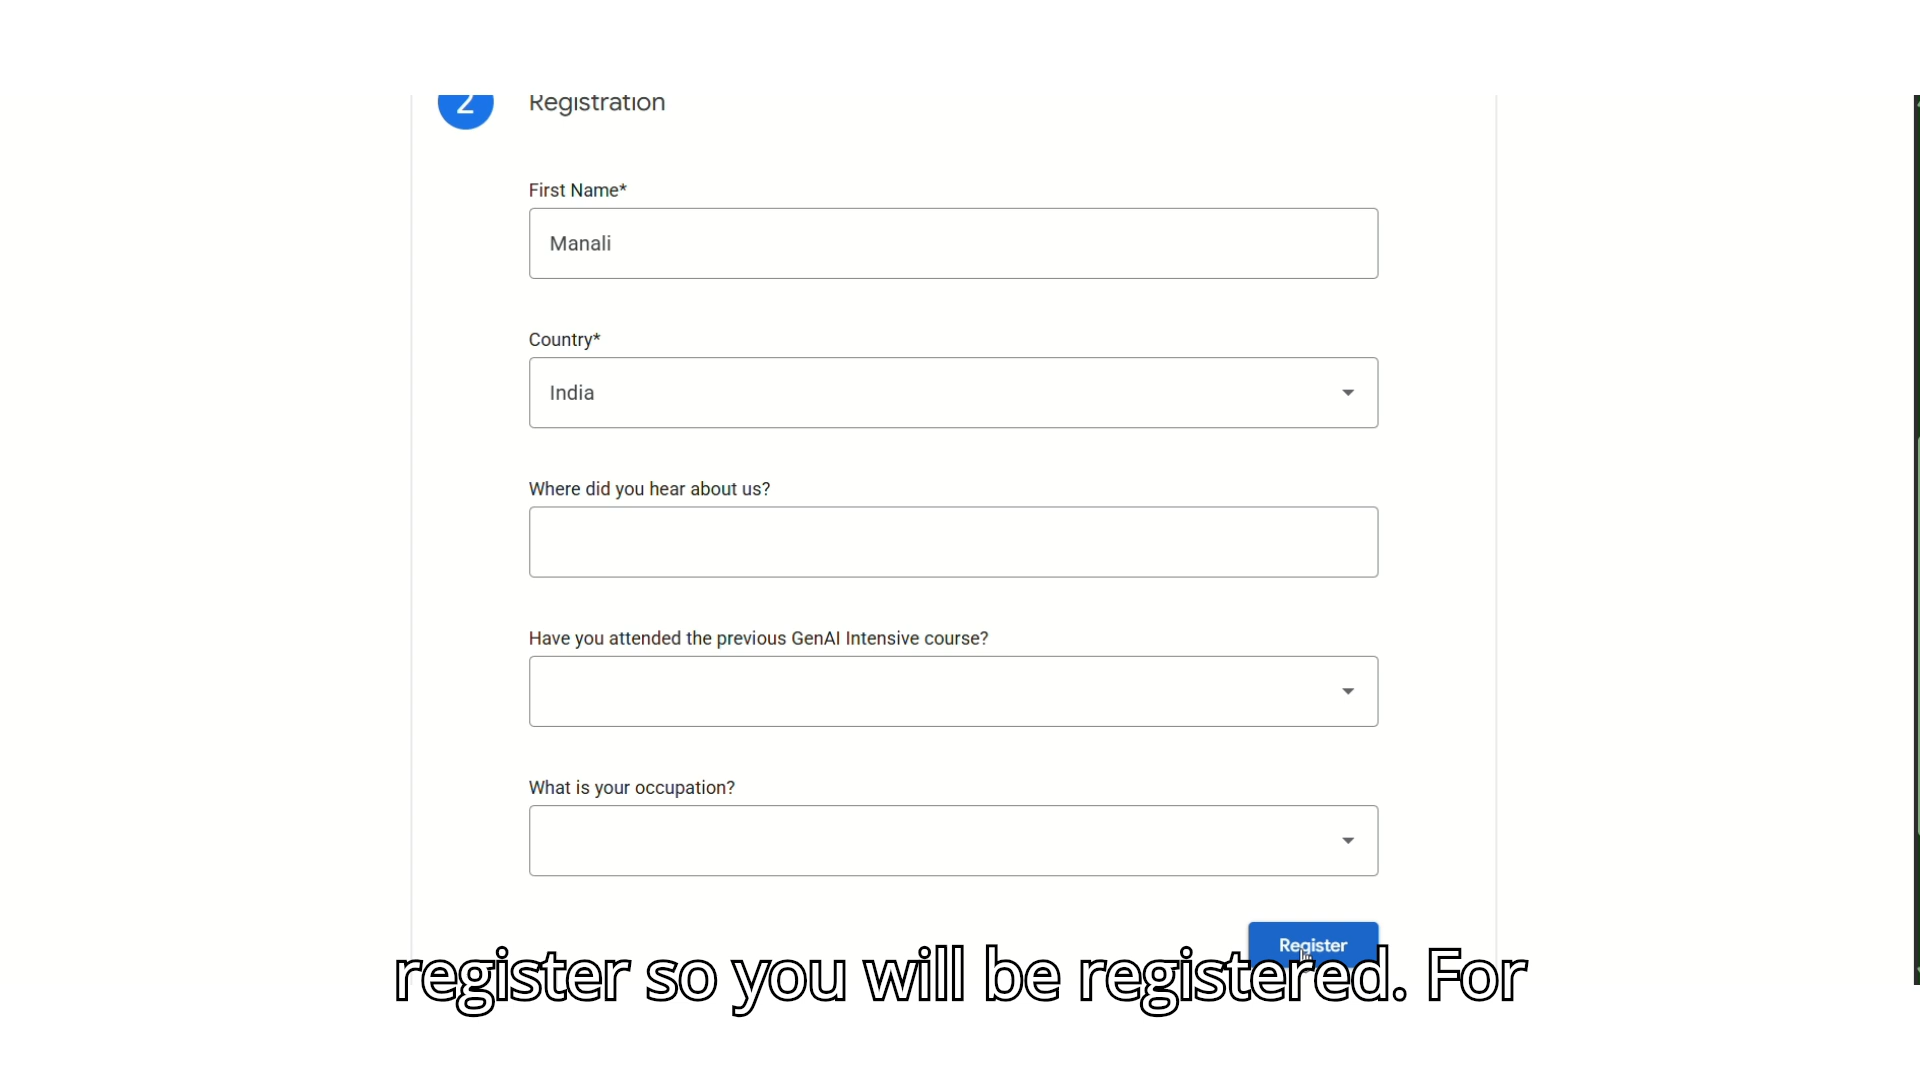 2
Registration
First Name*
Manali
Country*
India
Where did you hear about us?
Have you attended the previous GenAI Intensive course?
What is your occupation?
Register
register so you will be registered. For